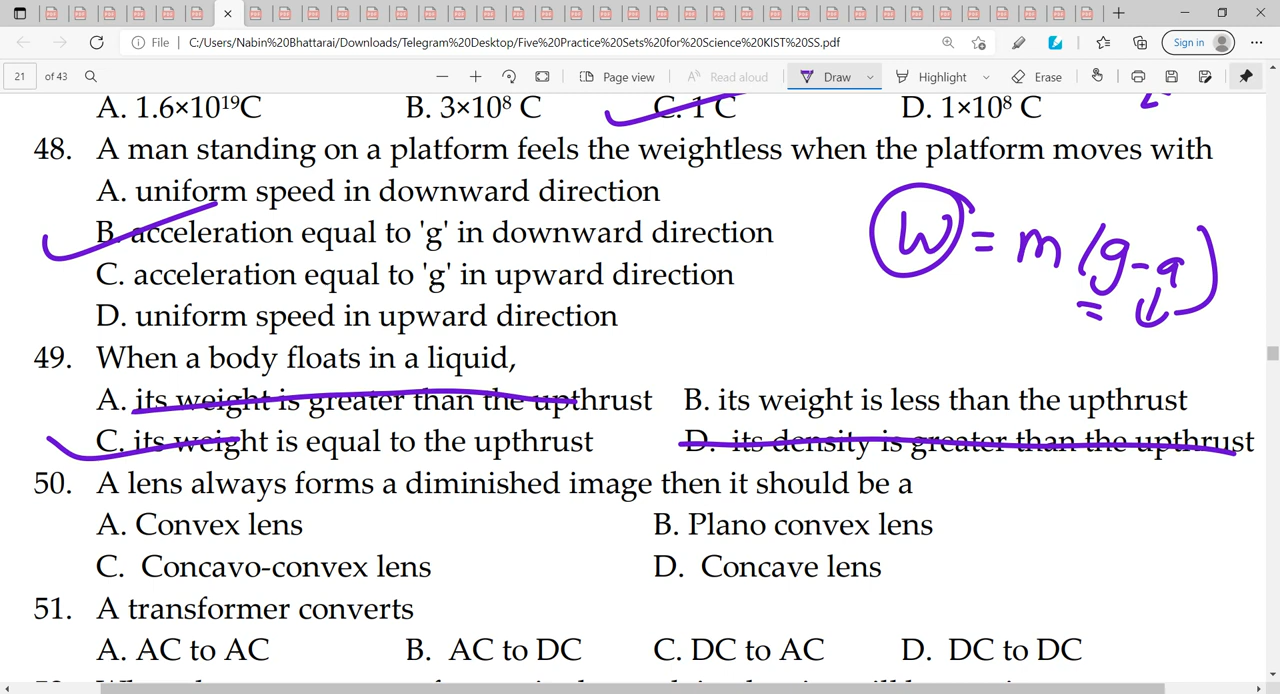 File C:/Users/Nabin%20Bhattarai/Downloads/Telegram%20Desktop/Five%20Practice%20Sets%20for%20Science%20KIST%20SS.pdf Sign in
21 of 43 Page view Read aloud Draw Highlight Erase
A. 1.6×10¹⁹C B. 3×10⁸ C C. 1 C D. 1×10⁸ C
48. A man standing on a platform feels the weightless when the platform moves with
A. uniform speed in downward direction
B. acceleration equal to 'g' in downward direction
W = m(g-a)
C. acceleration equal to 'g' in upward direction
D. uniform speed in upward direction
49. When a body floats in a liquid,
A. its weight is greater than the upthrust B. its weight is less than the upthrust
C. its weight is equal to the upthrust D. its density is greater than the upthrust
50. A lens always forms a diminished image then it should be a
A. Convex lens B. Plano convex lens
C. Concavo-convex lens D. Concave lens
51. A transformer converts
A. AC to AC B. AC to DC C. DC to AC D. DC to DC